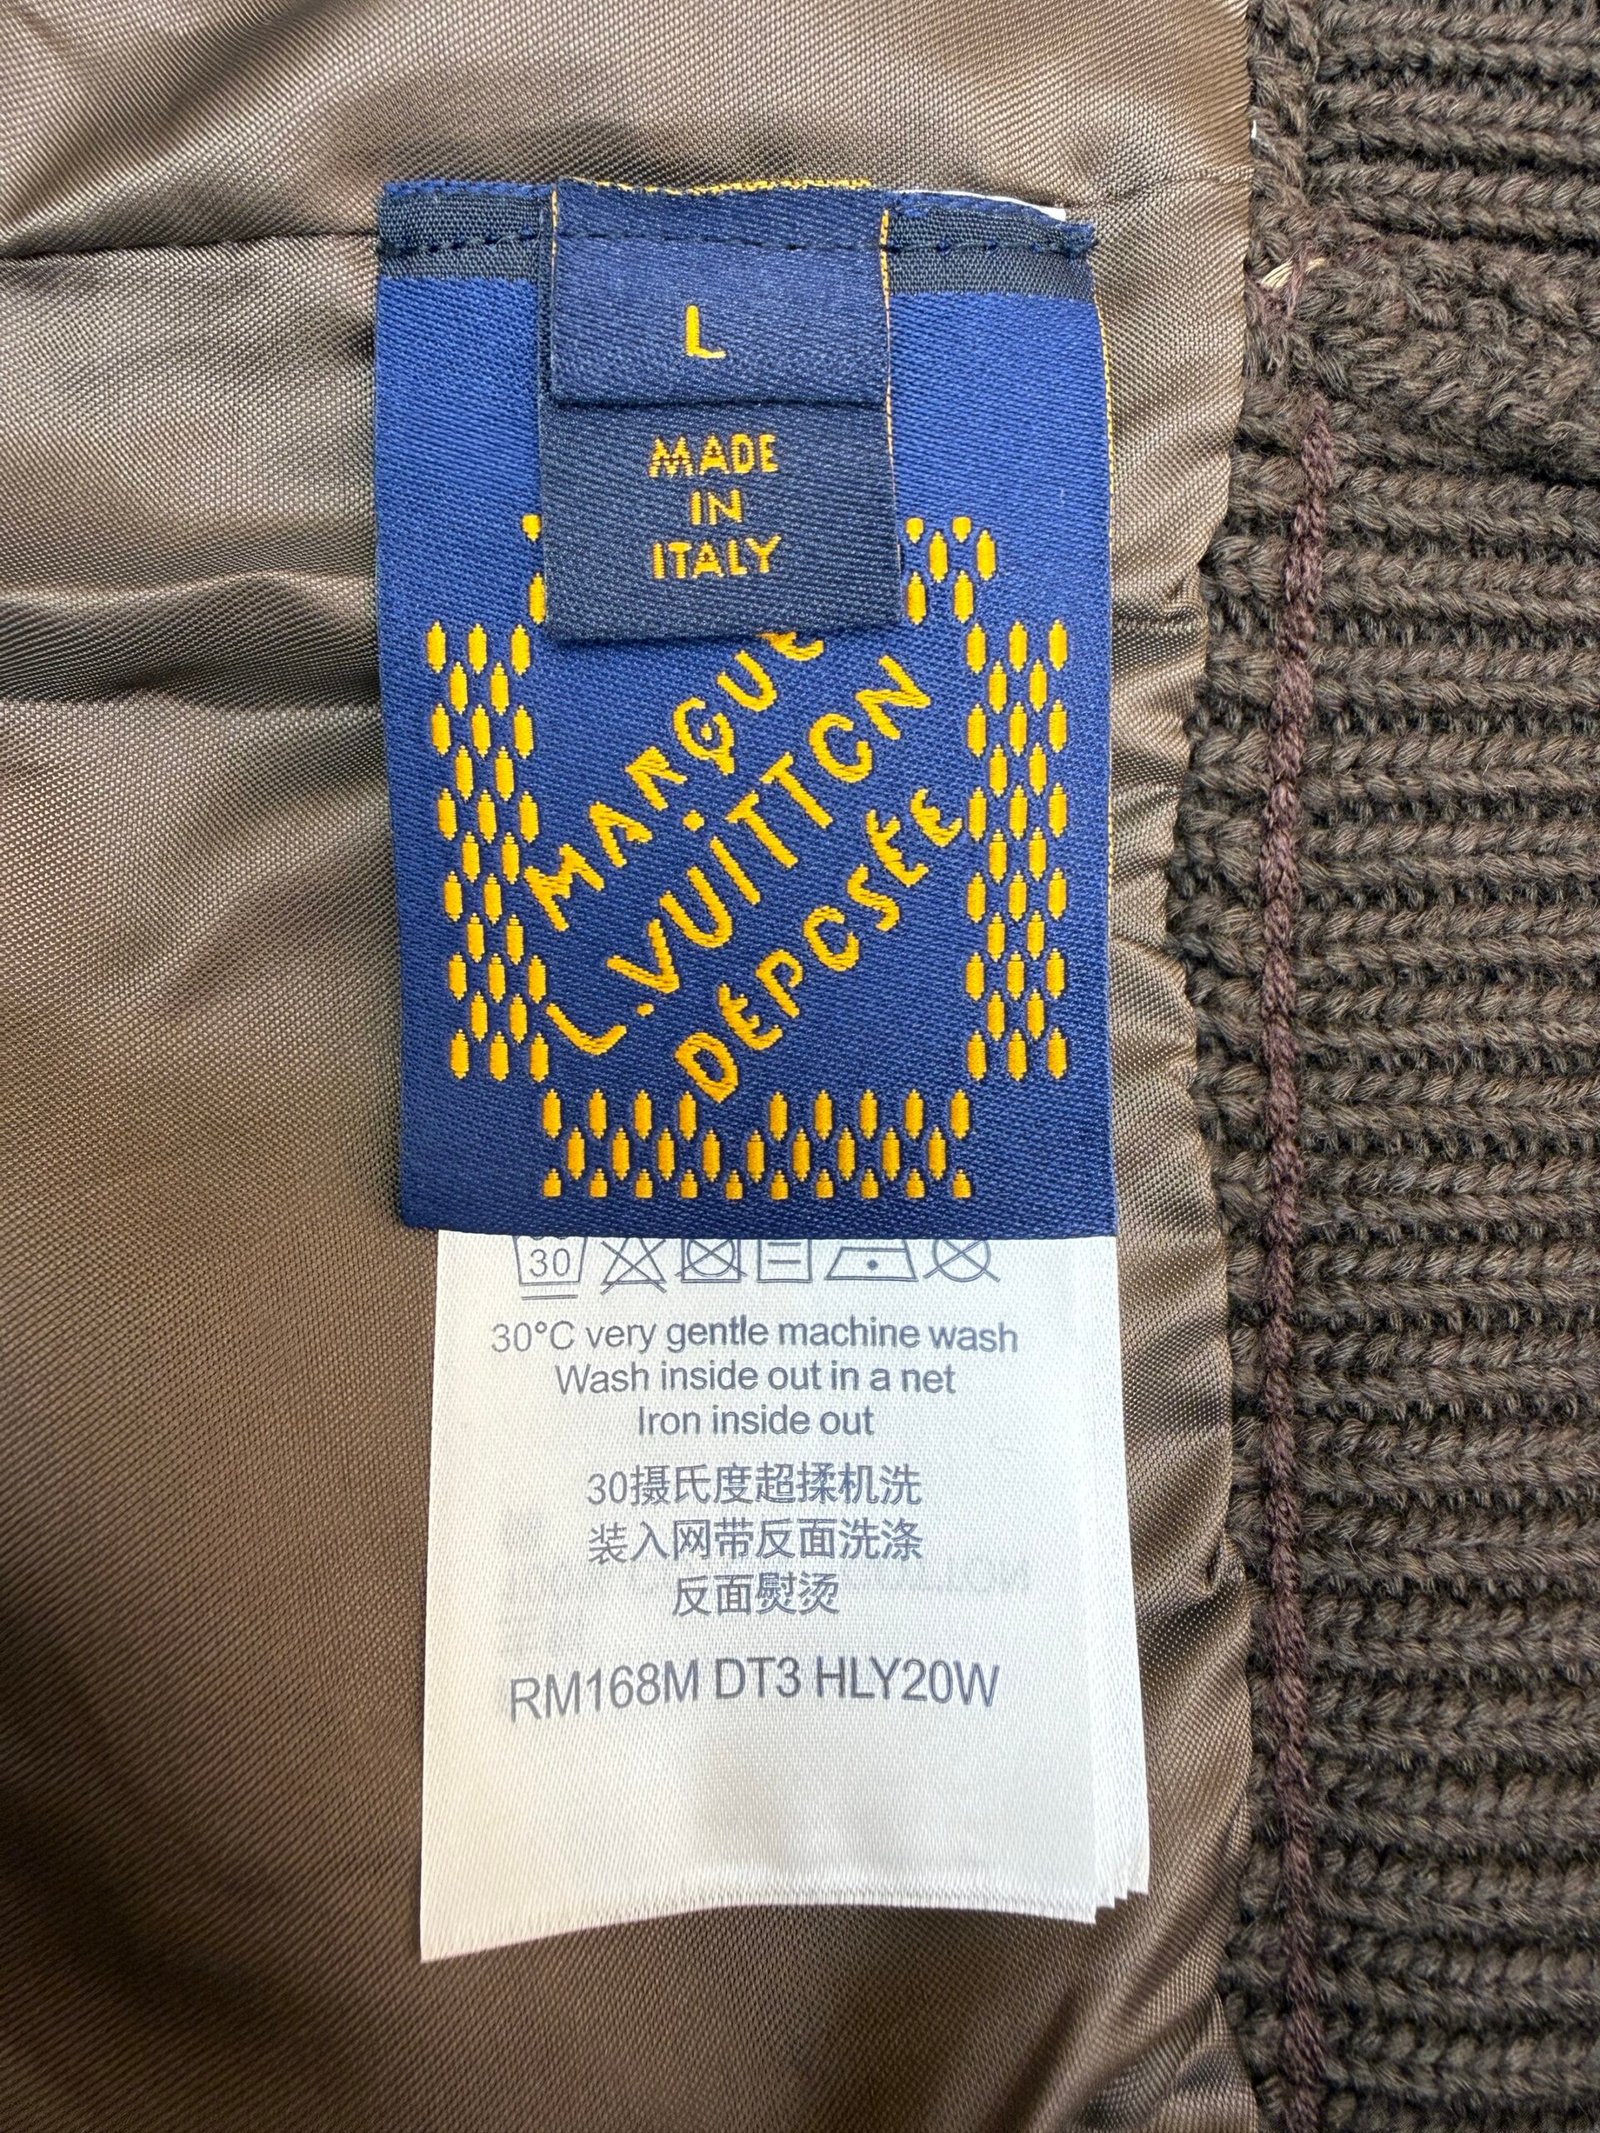 L
MADE
IN
ITALY
MARQUE
L.VUITTON
DEPOSÉE
30
30°C very gentle machine wash
Wash inside out in a net
Iron inside out
30摄氏度超揉机洗
装入网带反面洗涤
反面熨烫
RM168M DT3 HLY20W